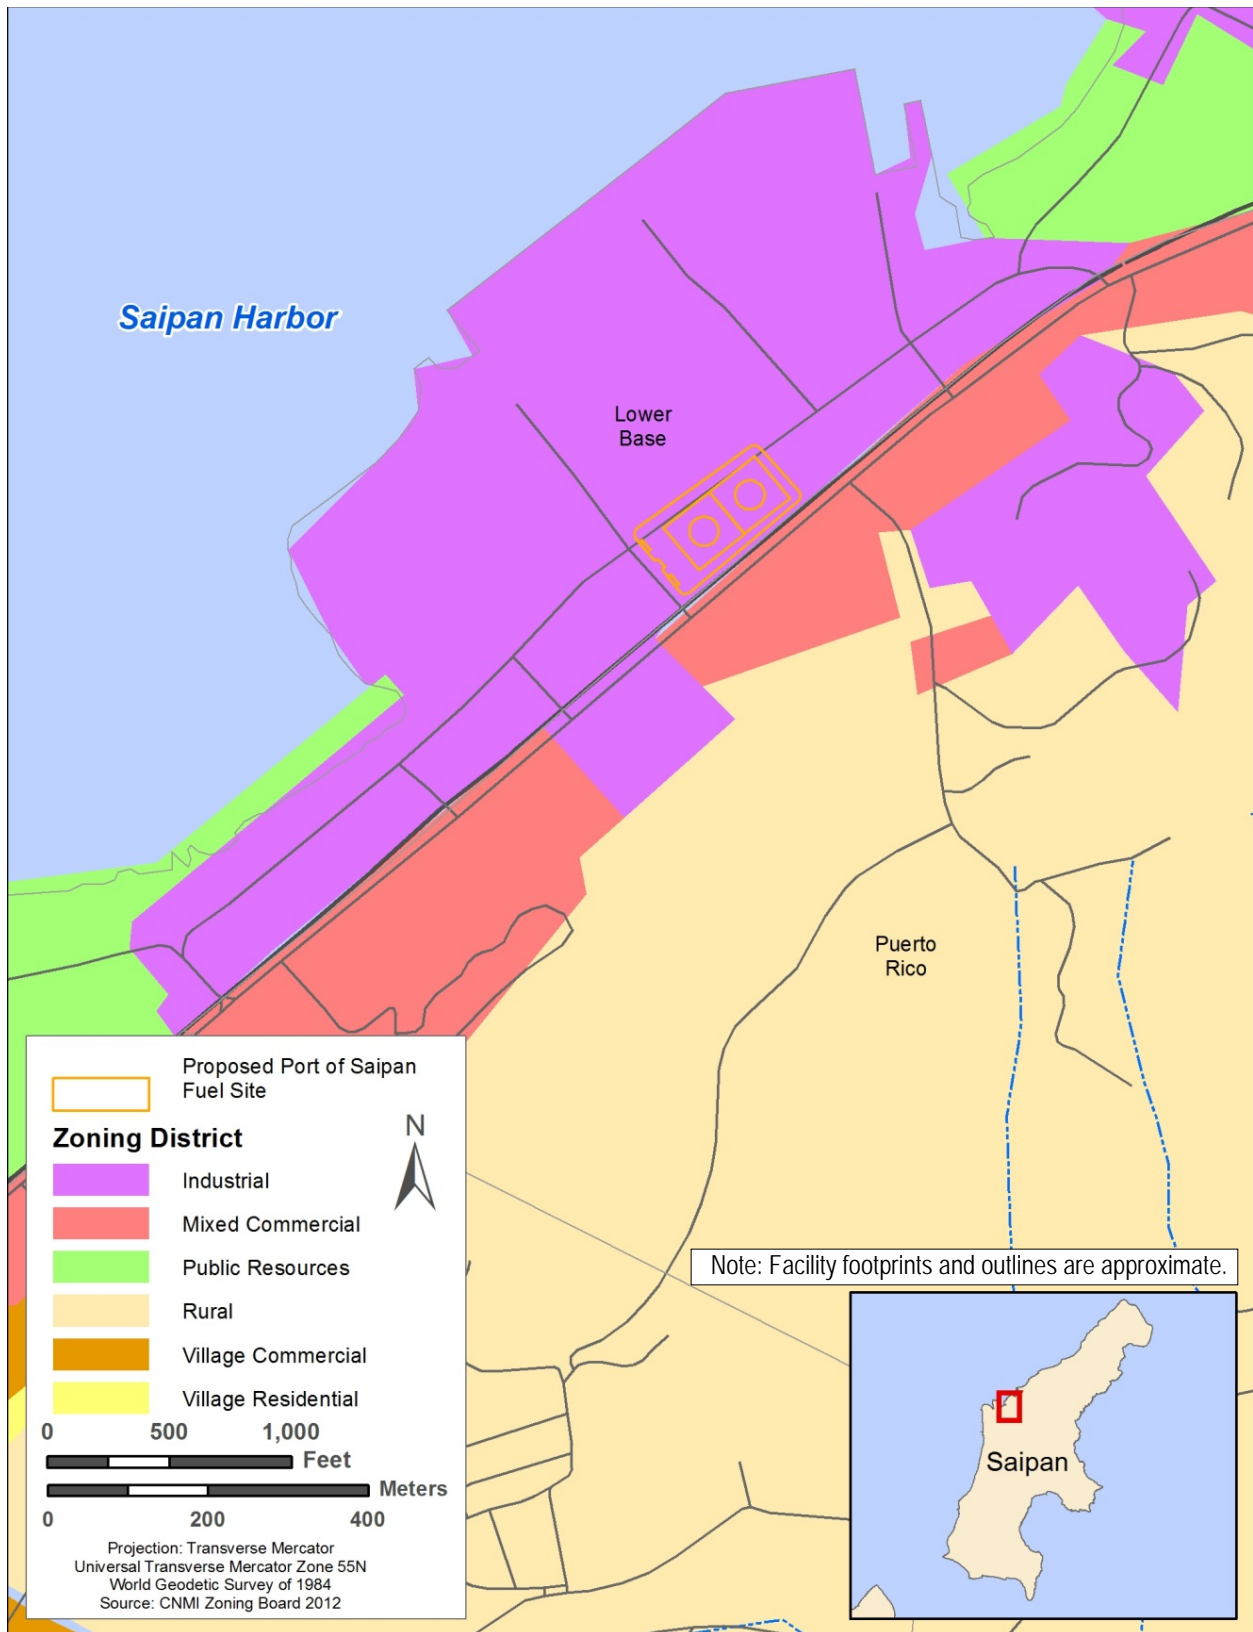 Saipan Harbor
Lower
Base
Puerto
Rico
Proposed Port of Saipan
Fuel Site
Zoning District
N
Industrial
Mixed Commercial
Public Resources
Rural
Village Commercial
Village Residential
0 500 1,000
Feet
Meters
0 200 400
Projection: Transverse Mercator
Universal Transverse Mercator Zone 55N
World Geodetic Survey of 1984
Source: CNMI Zoning Board 2012
Note: Facility footprints and outlines are approximate.
Saipan